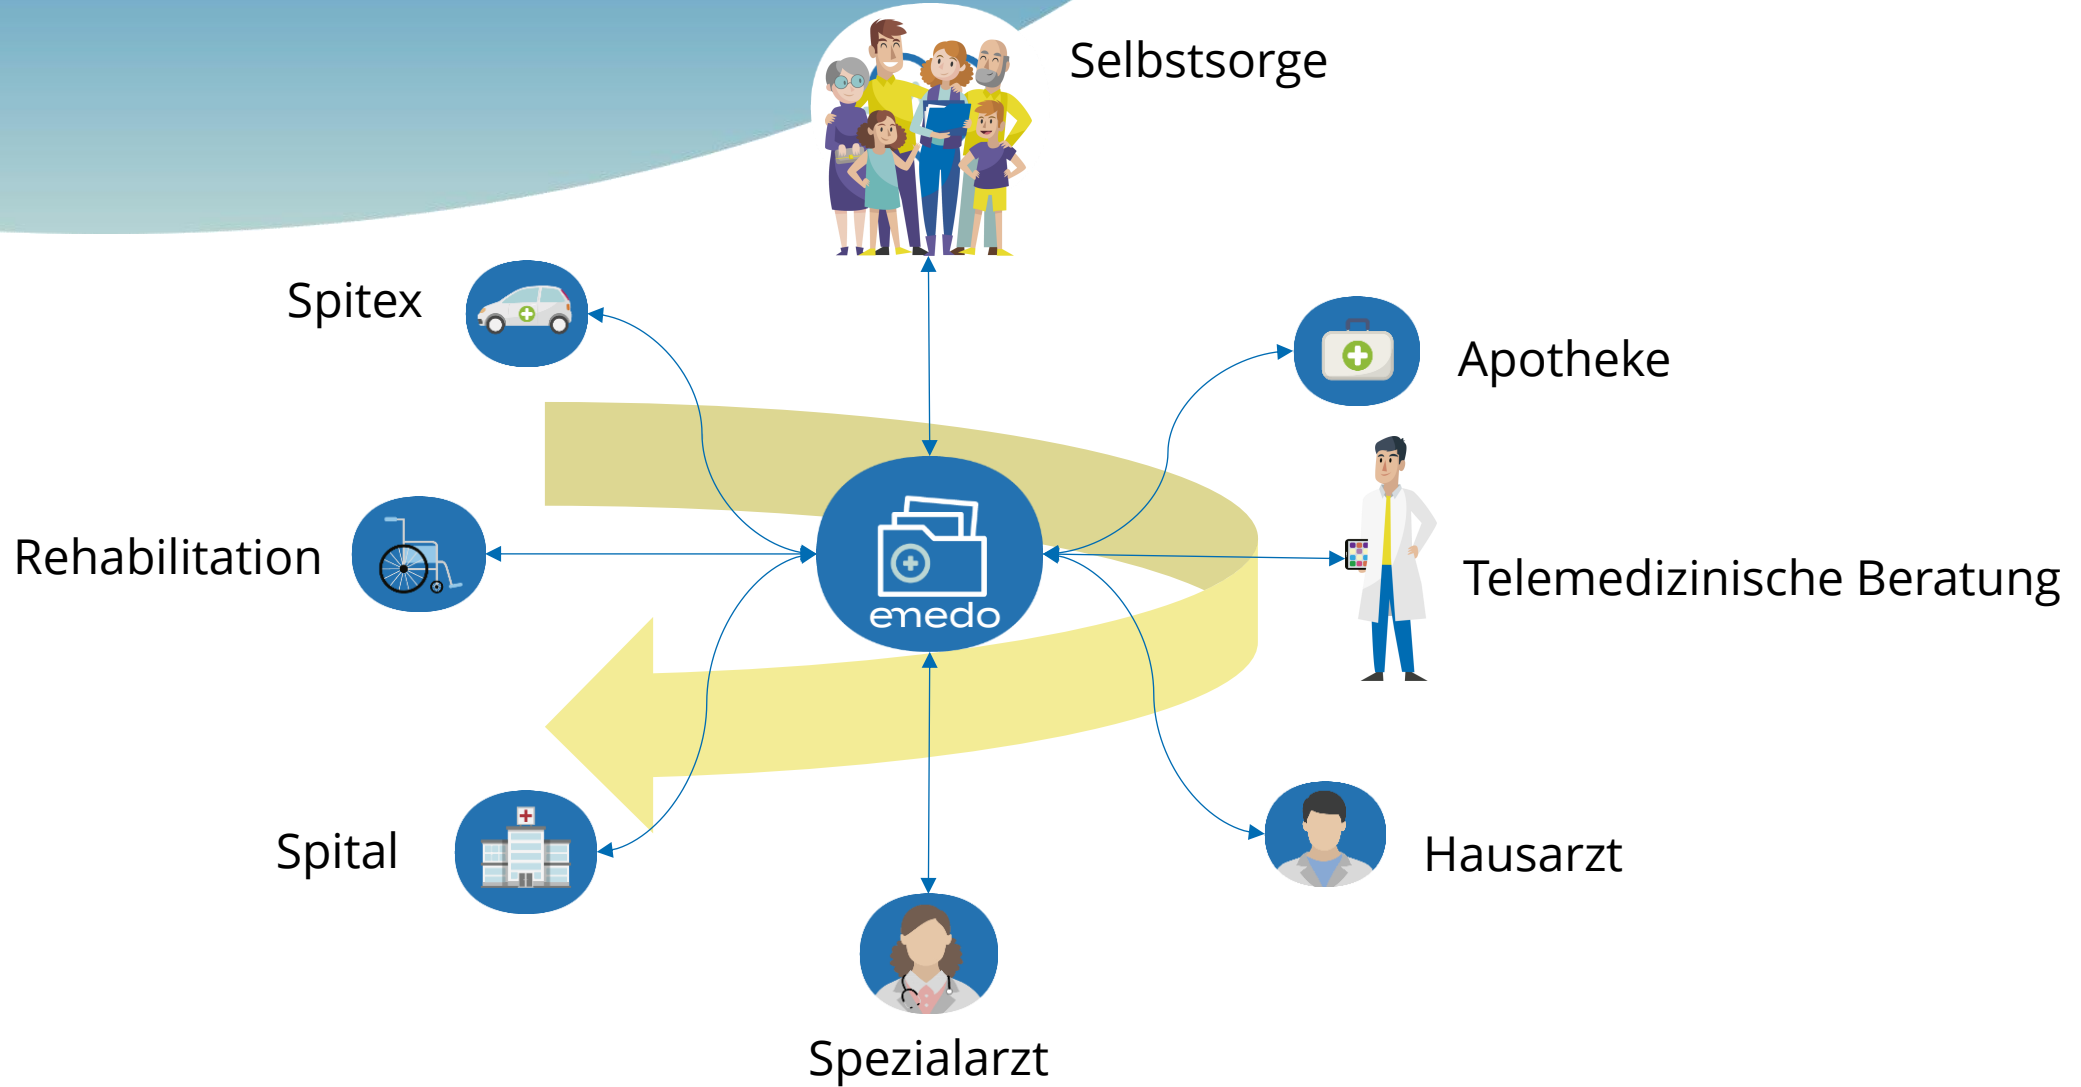 Selbstsorge
Spitex
Apotheke
Rehabilitation
emedo
Telemedizinische Beratung
Spital
Hausarzt
Spezialarzt